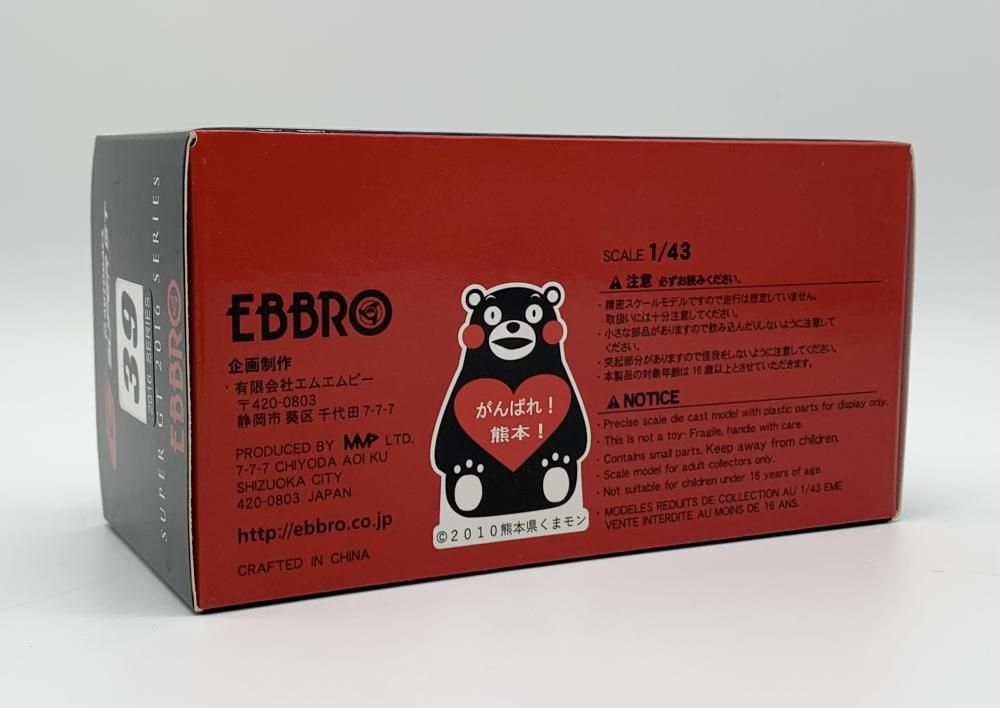 SUPER GT
39
2016 SERIES
SUPER GT 2016 SERIES
EBBRO
EBBRO
企画制作
・有限会社エムエムピー
〒420-0803
静岡市 葵区 千代田 7-7-7
PRODUCED BY MMP LTD.
7-7-7 CHIYODA AOI KU
SHIZUOKA CITY
420-0803 JAPAN
http://ebbro.co.jp
CRAFTED IN CHINA
がんばれ！
熊本！
©2010熊本県くまモン
SCALE 1/43
注意 必ずお読みください。
・精密スケールモデルですので走行は想定していません。
取扱いには十分注意してください。
・小さな部品がありますので飲み込んだりしないように注意して
ください。
・突起部分がありますので怪我をしないように注意してください。
・本製品の対象年齢は 16 歳以上とさせていただきます。
NOTICE
・Precise scale die cast model with plastic parts for display only.
・This is not a toy- Fragile, handle with care.
・Contains small parts. Keep away from children.
・Scale model for adult collectors only.
・Not suitable for children under 16 years of age.
・MODELES REDUITS DE COLLECTION AU 1/43 EME
VENTE INTERDITE AU MOINS DE 16 ANS.